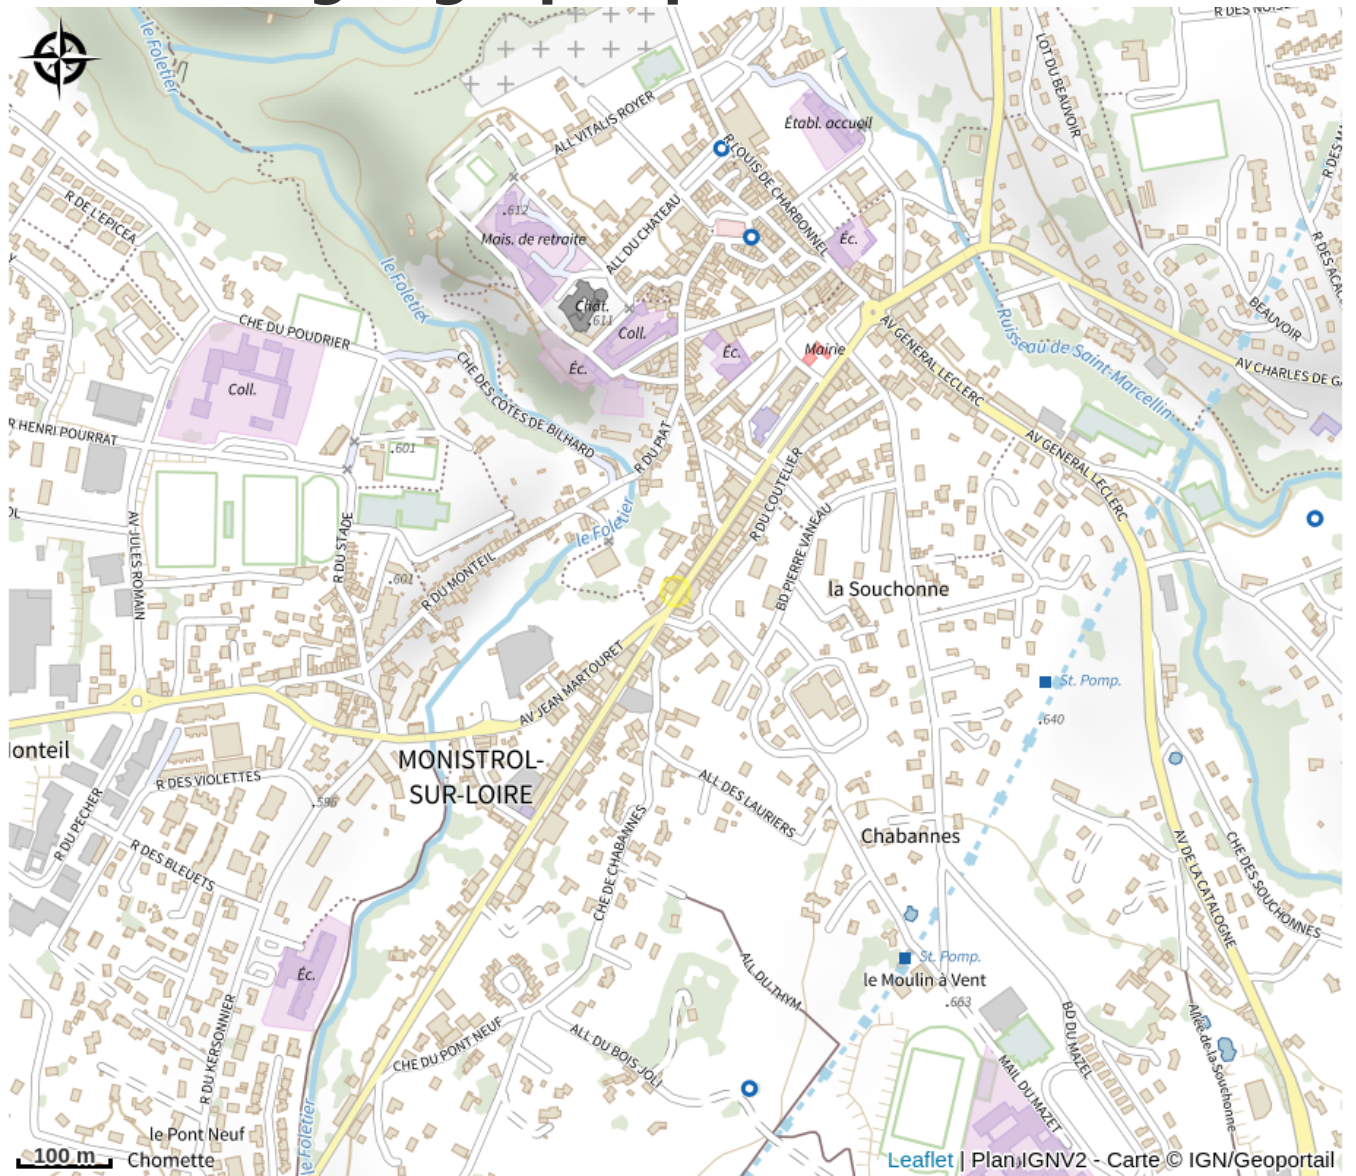 R DES NOIS
le Foletier
LOT DU BEAUVOIR
ALL VITALIS ROYER
Établ. accueil
R LOUIS DE CHARBONNEL
R DES M
R DE L'EPICEA
.612
Mais. de retraite
ALL DU CHATEAU
Éc.
R DES ACAC
le Foletier
Chât.
.611
Coll.
BEAUVOIR
CHE DU POUDRIER
Ruisseau de Saint-Marcellin
AV GENERAL LECLERC
Mairie
Éc.
Éc.
AV CHARLES DE GA
Coll.
CHE DES COTES DE BILHARD
R HENRI POURRAT
.601
R DU PIAT
AV GENERAL LECLERC
R DU COUTELIER
le Foletier
AV JULES ROMAIN
R DU STADE
BD PIERRE VANEAU
.601
R DU MONTEIL
la Souchonne
AV JEAN MARTOURET
St. Pomp.
.640
lonteil
MONISTROL-
SUR-LOIRE
R DES VIOLETTES
.596
ALL DES LAURIERS
R DU PECHER
Chabannes
CHE DE CHABANNES
R DES BLEUETS
AV DE LA CATALOGNE
CHE DES SOUCHONNES
St. Pomp.
Éc.
ALL DU THYM
le Moulin à Vent
.663
R DU KERSONNIER
CHE DU PONT NEUF
ALL DU BOIS JOLI
BD DU MAZEL
MAIL DU MAZET
Allée de la Souchonne
le Foletier
le Pont Neuf
100 m
Chomette
Leaflet | Plan IGNV2 - Carte © IGN/Geoportail